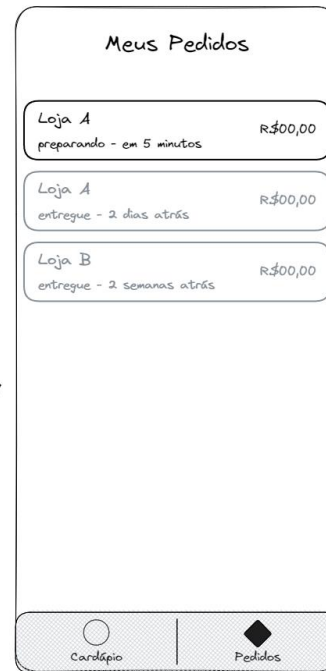 Meus Pedidos
Loja A
R$00,00
preparando - em 5 minutos
Loja A
R$00,00
entregue - 2 dias atrás
Loja B
R$00,00
entregue - 2 semanas atrás
Cardápio
Pedidos